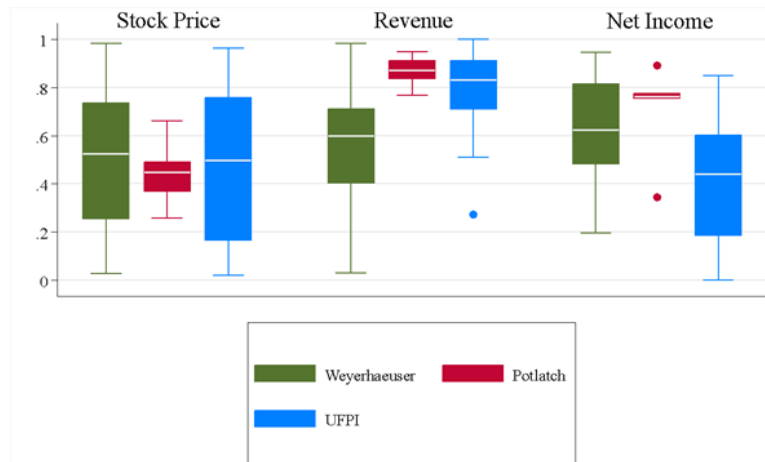 Stock Price Revenue Net Income
1
.8
.6
.4
.2
0
Weyerhaeuser Potlatch
UFPI